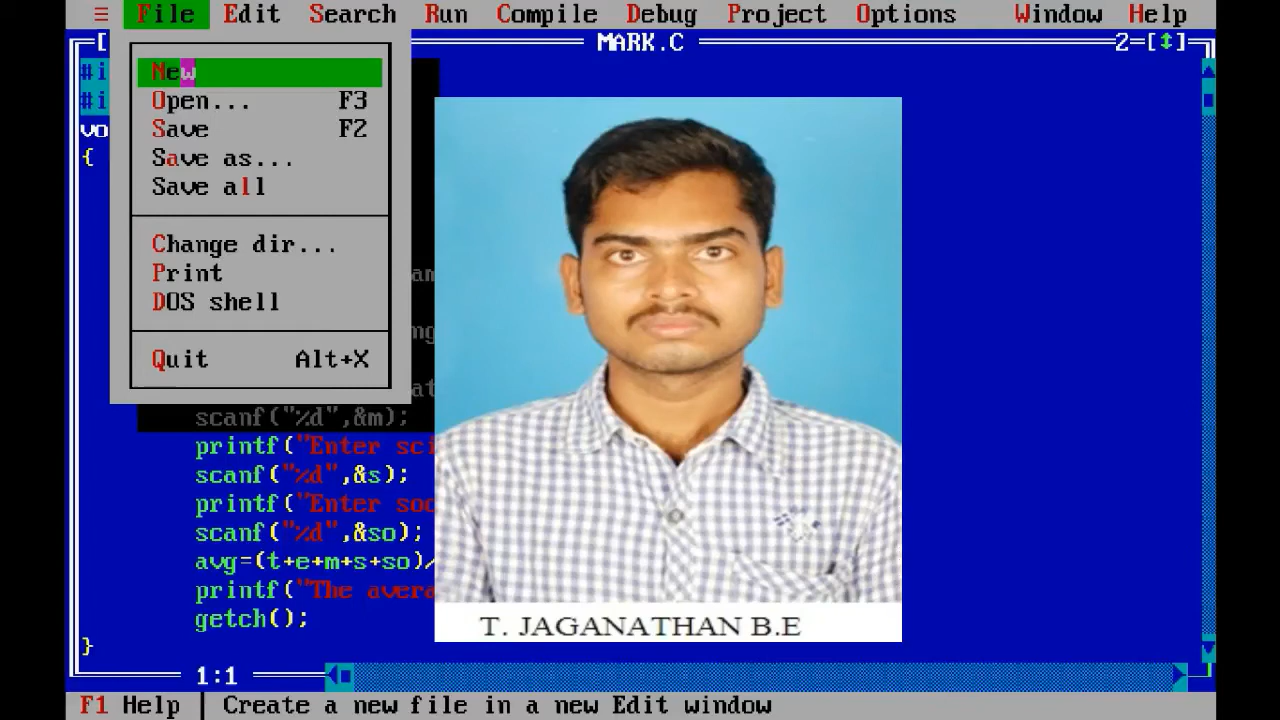 ≡ File Edit Search Run Compile Debug Project Options Window Help
MARK.C 2=[↕]
New
Open... F3
Save F2
Save as...
Save all
Change dir...
Print
DOS shell
Quit Alt+X
#i
#i
vo
{
scanf("%d",&m);
printf("Enter sci
scanf("%d",&s);
printf("Enter soc
scanf("%d",&so);
avg=(t+e+m+s+so)/
printf("The avera
getch();
}
T. JAGANATHAN B.E
1:1
F1 Help │ Create a new file in a new Edit window